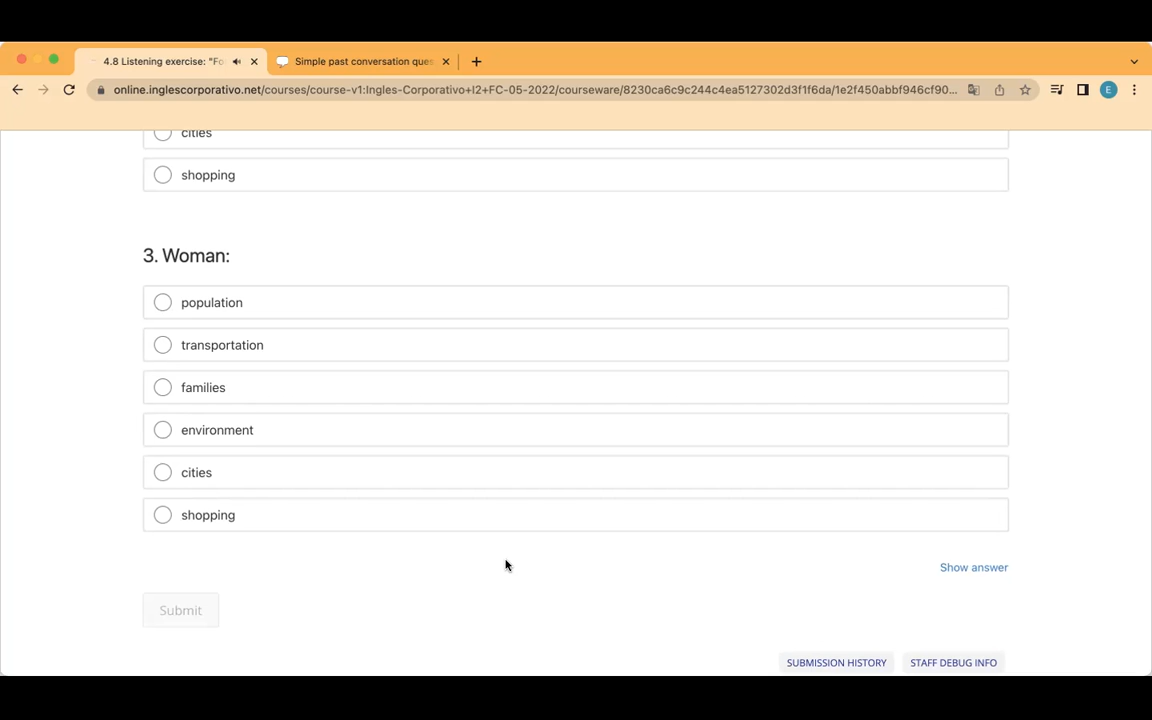 4.8 Listening exercise: "Fo
Simple past conversation ques
online.inglescorporativo.net/courses/course-v1:Ingles-Corporativo+I2+FC-05-2022/courseware/8230ca6c9c244c4ea5127302d3f1f6da/1e2f450abbf946cf90...
E
cities
shopping
3. Woman:
population
transportation
families
environment
cities
shopping
Show answer
Submit
SUBMISSION HISTORY
STAFF DEBUG INFO